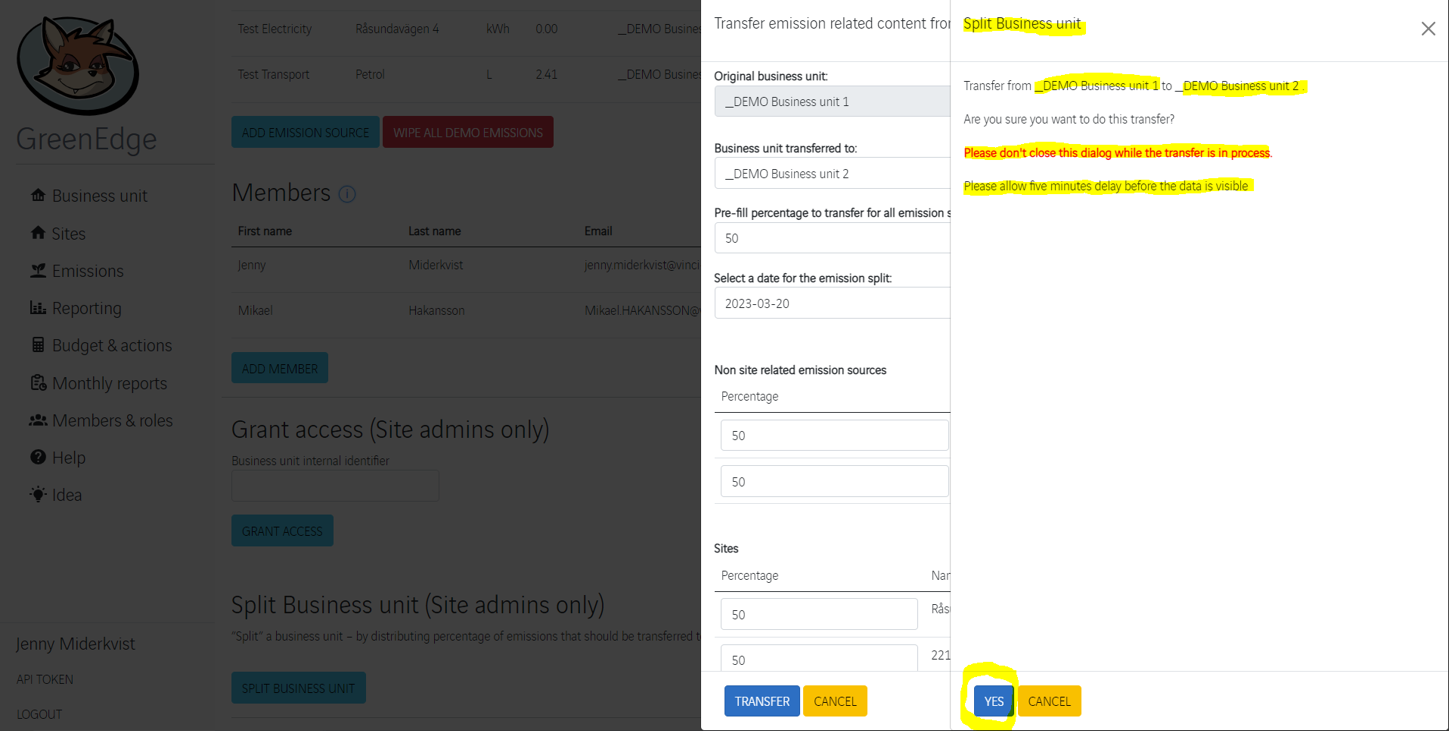 GreenEdge
Business unit
Sites
Emissions
Reporting
Budget & actions
Monthly reports
Members & roles
Help
Idea
Jenny Miderkvist
API TOKEN
LOGOUT
Test Electricity Råsundavägen 4 kWh 0.00 _DEMO Busines
Test Transport Petrol L 2.41 _DEMO Busines
ADD EMISSION SOURCE WIPE ALL DEMO EMISSIONS
Members i
First name Last name Email
Jenny Miderkvist jenny.miderkvist@vinci
Mikael Hakansson Mikael.HAKANSSON@
ADD MEMBER
Grant access (Site admins only)
Business unit internal identifier
GRANT ACCESS
Split Business unit (Site admins only)
"Split" a business unit – by distributing percentage of emissions that should be transferred t
SPLIT BUSINESS UNIT
Transfer emission related content from
Original business unit:
_DEMO Business unit 1
Business unit transferred to:
_DEMO Business unit 2
Pre-fill percentage to transfer for all emission s
50
Select a date for the emission split:
2023-03-20
Non site related emission sources
Percentage
50
50
Sites
Percentage Nar
50 Rås
50 221
TRANSFER CANCEL
Split Business unit
Transfer from _DEMO Business unit 1 to _DEMO Business unit 2 .
Are you sure you want to do this transfer?
Please don't close this dialog while the transfer is in process.
Please allow five minutes delay before the data is visible
YES CANCEL